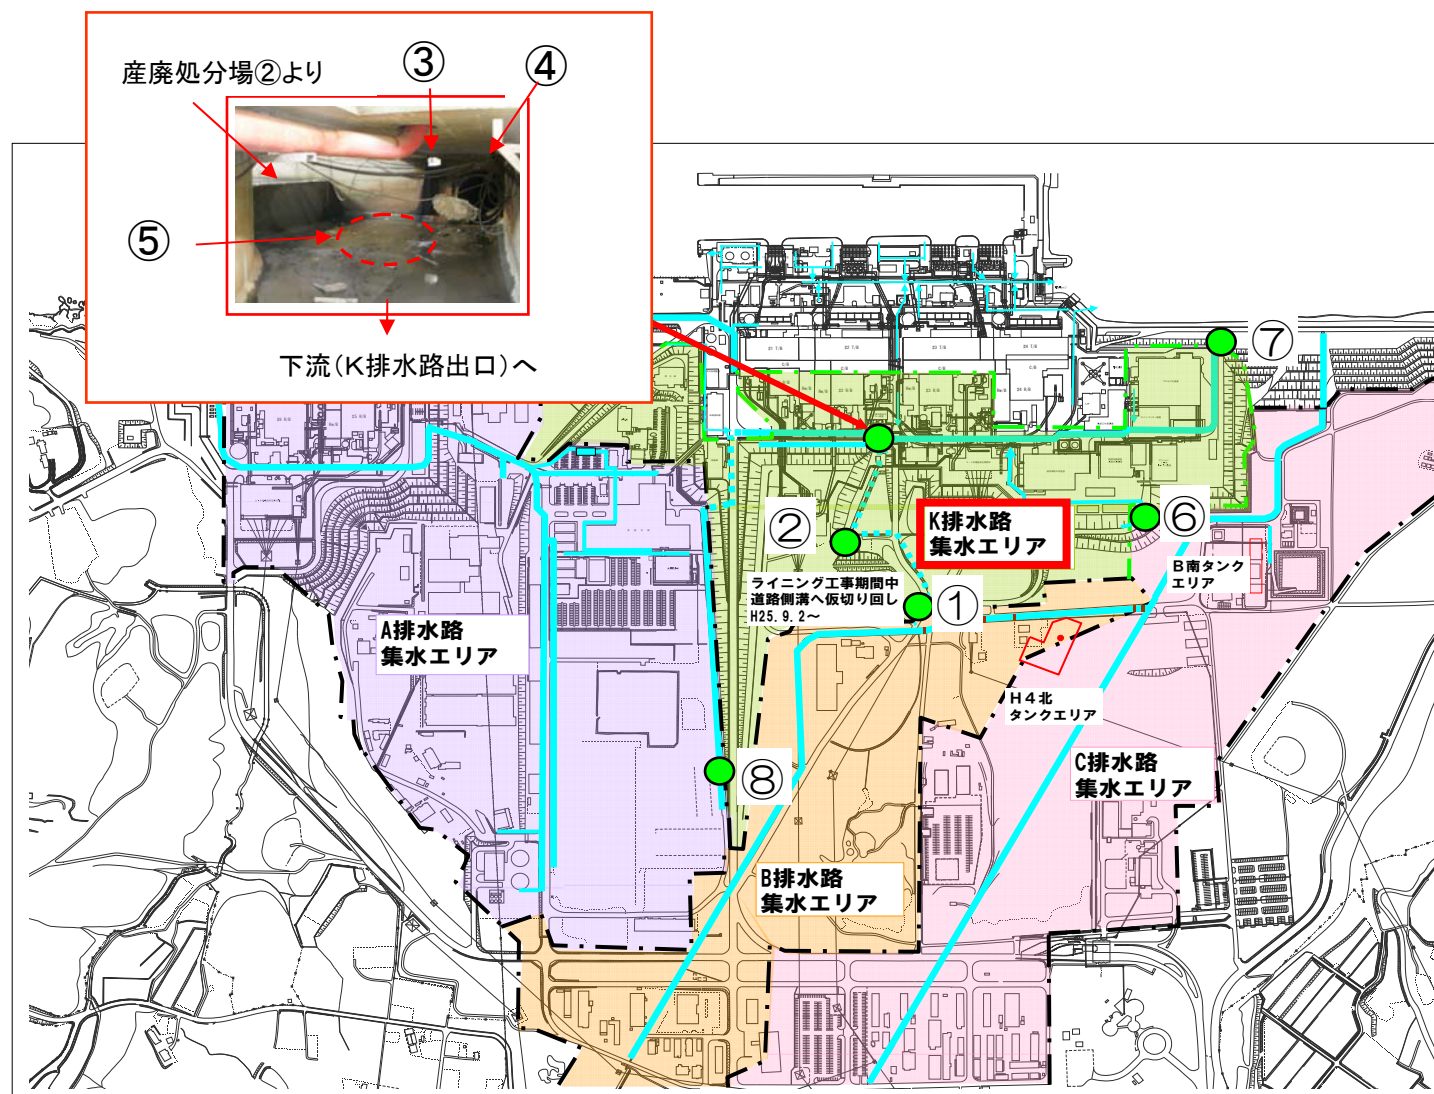 ③
④
産廃処分場②より
⑤
下流(K排水路出口)へ
⑦
②
⑥
K排水路
集水エリア
B南タンク
エリア
ライニング工事期間中
道路側溝へ仮切り回し
H25.9.2～
①
A排水路
集水エリア
H4北
タンクエリア
⑧
C排水路
集水エリア
B排水路
集水エリア